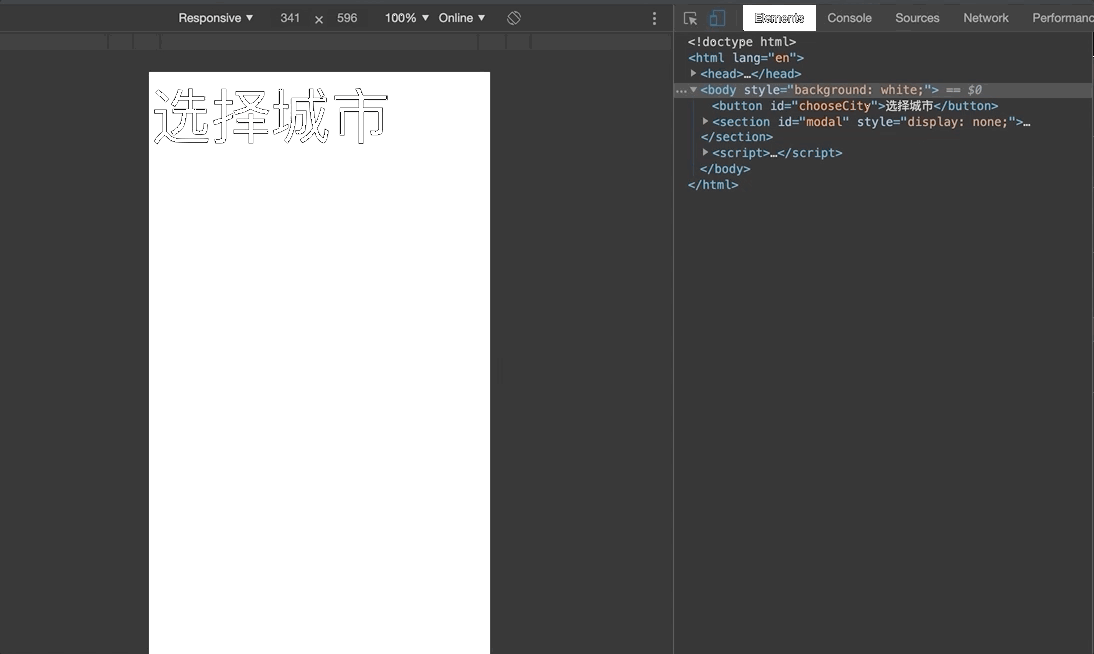 Responsive ▼ 341 × 596 100% ▼ Online ▼
Elements Console Sources Network Performanc
选择城市
<!doctype html>
<html lang="en">
▶ <head>…</head>
… ▼ <body style="background: white;"> == $0
<button id="chooseCity">选择城市</button>
▶ <section id="modal" style="display: none;">…
</section>
▶ <script>…</script>
</body>
</html>